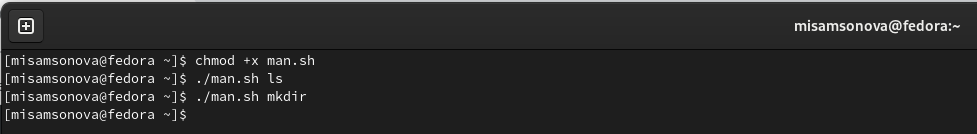 misamsonova@fedora:~
[misamsonova@fedora ~]$ chmod +x man.sh
[misamsonova@fedora ~]$ ./man.sh ls
[misamsonova@fedora ~]$ ./man.sh mkdir
[misamsonova@fedora ~]$